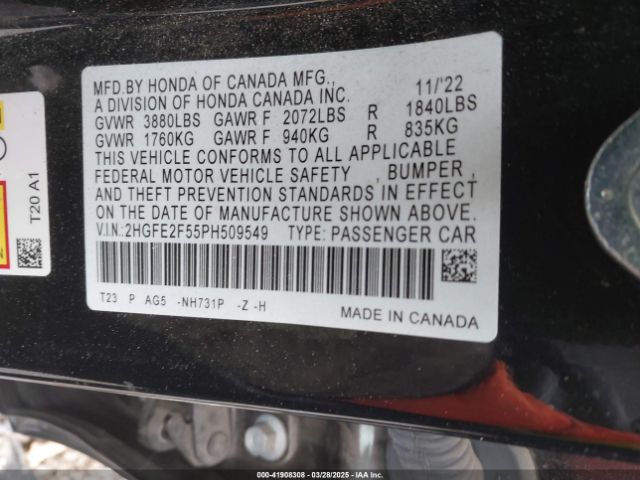 MFD.BY HONDA OF CANADA MFG., 11/'22
A DIVISION OF HONDA CANADA INC.
GVWR 3880LBS GAWR F 2072LBS R 1840LBS
GVWR 1760KG GAWR F 940KG R 835KG
THIS VEHICLE CONFORMS TO ALL APPLICABLE
FEDERAL MOTOR VEHICLE SAFETY , BUMPER ,
AND THEFT PREVENTION STANDARDS IN EFFECT
ON THE DATE OF MANUFACTURE SHOWN ABOVE.
V.I.N.:2HGFE2F55PH509549 TYPE: PASSENGER CAR
T23 P AG5 -NH731P -Z -H
MADE IN CANADA
T20 A1
000-41908308 - 03/28/2025 - IAA Inc.